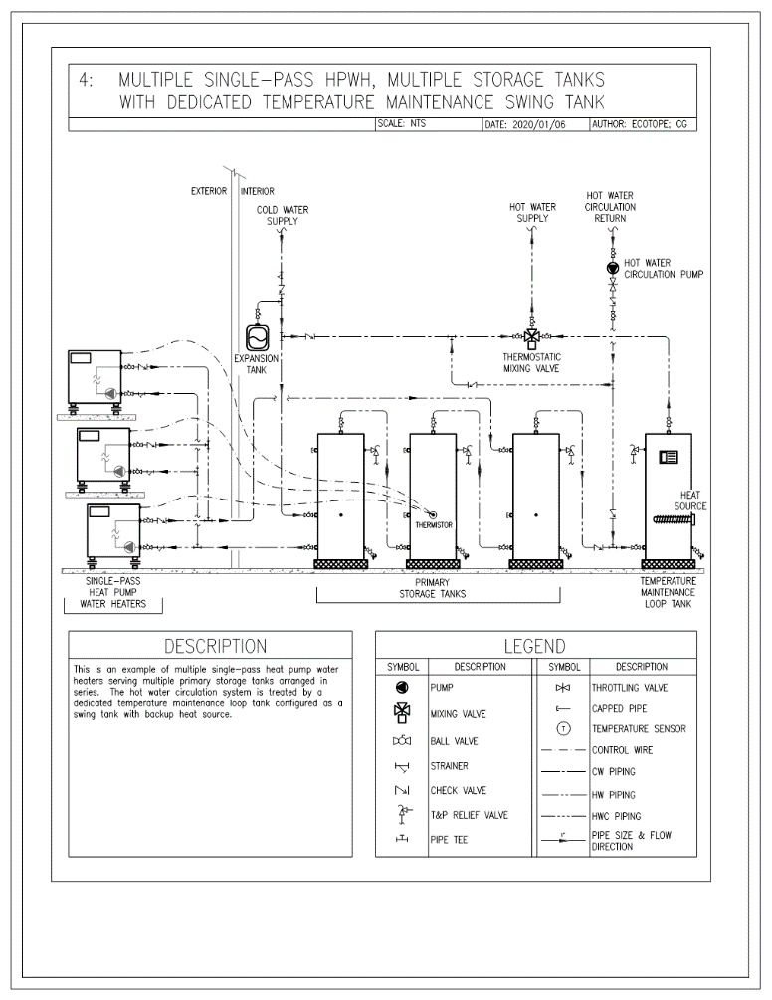 4: MULTIPLE SINGLE-PASS HPWH, MULTIPLE STORAGE TANKS
WITH DEDICATED TEMPERATURE MAINTENANCE SWING TANK
SCALE: NTS
DATE: 2020/01/06
AUTHOR: ECOTOPE; CG
EXTERIOR
INTERIOR
COLD WATER
SUPPLY
HOT WATER
SUPPLY
HOT WATER
CIRCULATION
RETURN
HOT WATER
CIRCULATION PUMP
EXPANSION
TANK
THERMOSTATIC
MIXING VALVE
THERMISTOR
HEAT
SOURCE
SINGLE-PASS
HEAT PUMP
WATER HEATERS
PRIMARY
STORAGE TANKS
TEMPERATURE
MAINTENANCE
LOOP TANK
DESCRIPTION
This is an example of multiple single-pass heat pump water
heaters serving multiple primary storage tanks arranged in
series. The hot water circulation system is treated by a
dedicated temperature maintenance loop tank configured as a
swing tank with backup heat source.
LEGEND
SYMBOL
DESCRIPTION
SYMBOL
DESCRIPTION
PUMP
MIXING VALVE
BALL VALVE
STRAINER
CHECK VALVE
T&P RELIEF VALVE
PIPE TEE
THROTTLING VALVE
CAPPED PIPE
T
TEMPERATURE SENSOR
CONTROL WIRE
CW PIPING
HW PIPING
HWC PIPING
PIPE SIZE & FLOW
DIRECTION